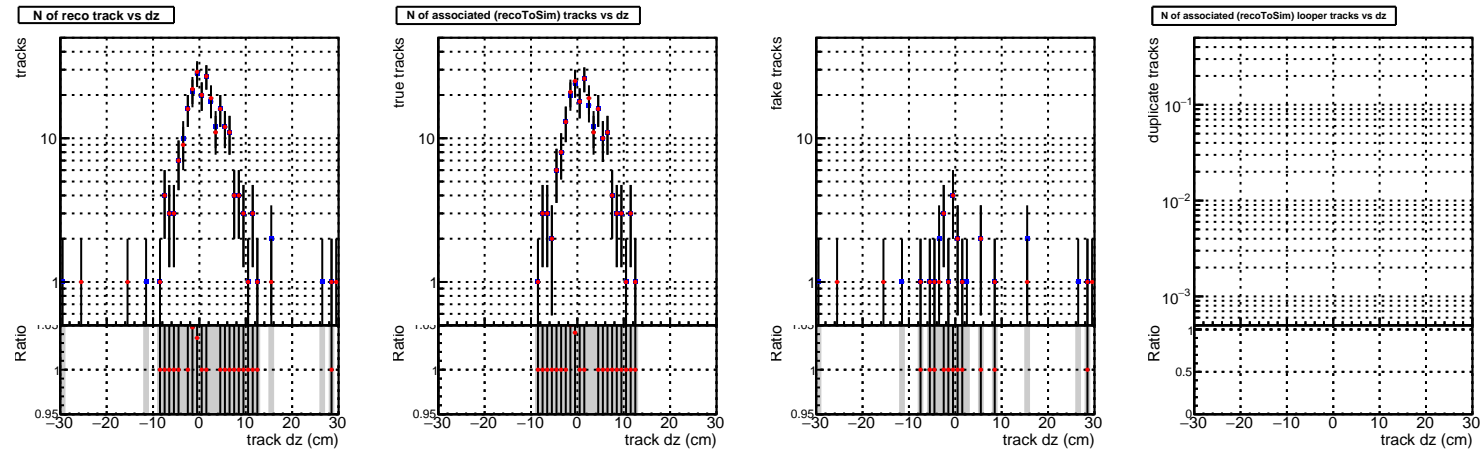 N of reco track vs dz
tracks
10
1
Ratio
1.05
1
0.95
−30 −20 −10 0 10 20 30
track dz (cm)
N of associated (recoToSim) tracks vs dz
true tracks
10
1
Ratio
1.05
1
0.95
−30 −20 −10 0 10 20 30
track dz (cm)
fake tracks
10
1
Ratio
1.05
1
0.95
−30 −20 −10 0 10 20 30
track dz (cm)
N of associated (recoToSim) looper tracks vs dz
duplicate tracks
10⁻¹
10⁻²
10⁻³
Ratio
1
0.5
0
−30 −20 −10 0 10 20 30
track dz (cm)